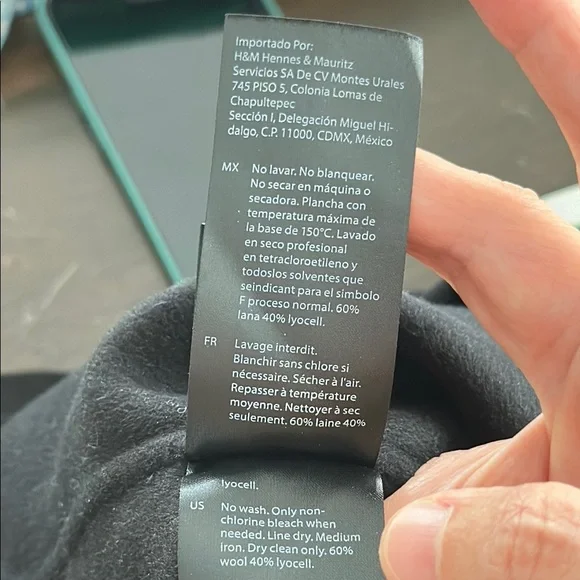 Importado Por:
H&M Hennes & Mauritz
Servicios SA De CV Montes Urales
745 PISO 5, Colonia Lomas de
Chapultepec
Sección I, Delegación Miguel Hi-
dalgo, C.P. 11000, CDMX, México
MX No lavar. No blanquear.
No secar en máquina o
secadora. Plancha con
temperatura máxima de
la base de 150°C. Lavado
en seco profesional
en tetracloroetileno y
todoslos solventes que
seindicant para el símbolo
F proceso normal. 60%
lana 40% lyocell.
FR Lavage interdit.
Blanchir sans chlore si
nécessaire. Sécher à l'air.
Repasser à température
moyenne. Nettoyer à sec
seulement. 60% laine 40%
lyocell.
US No wash. Only non-
chlorine bleach when
needed. Line dry. Medium
iron. Dry clean only. 60%
wool 40% lyocell.